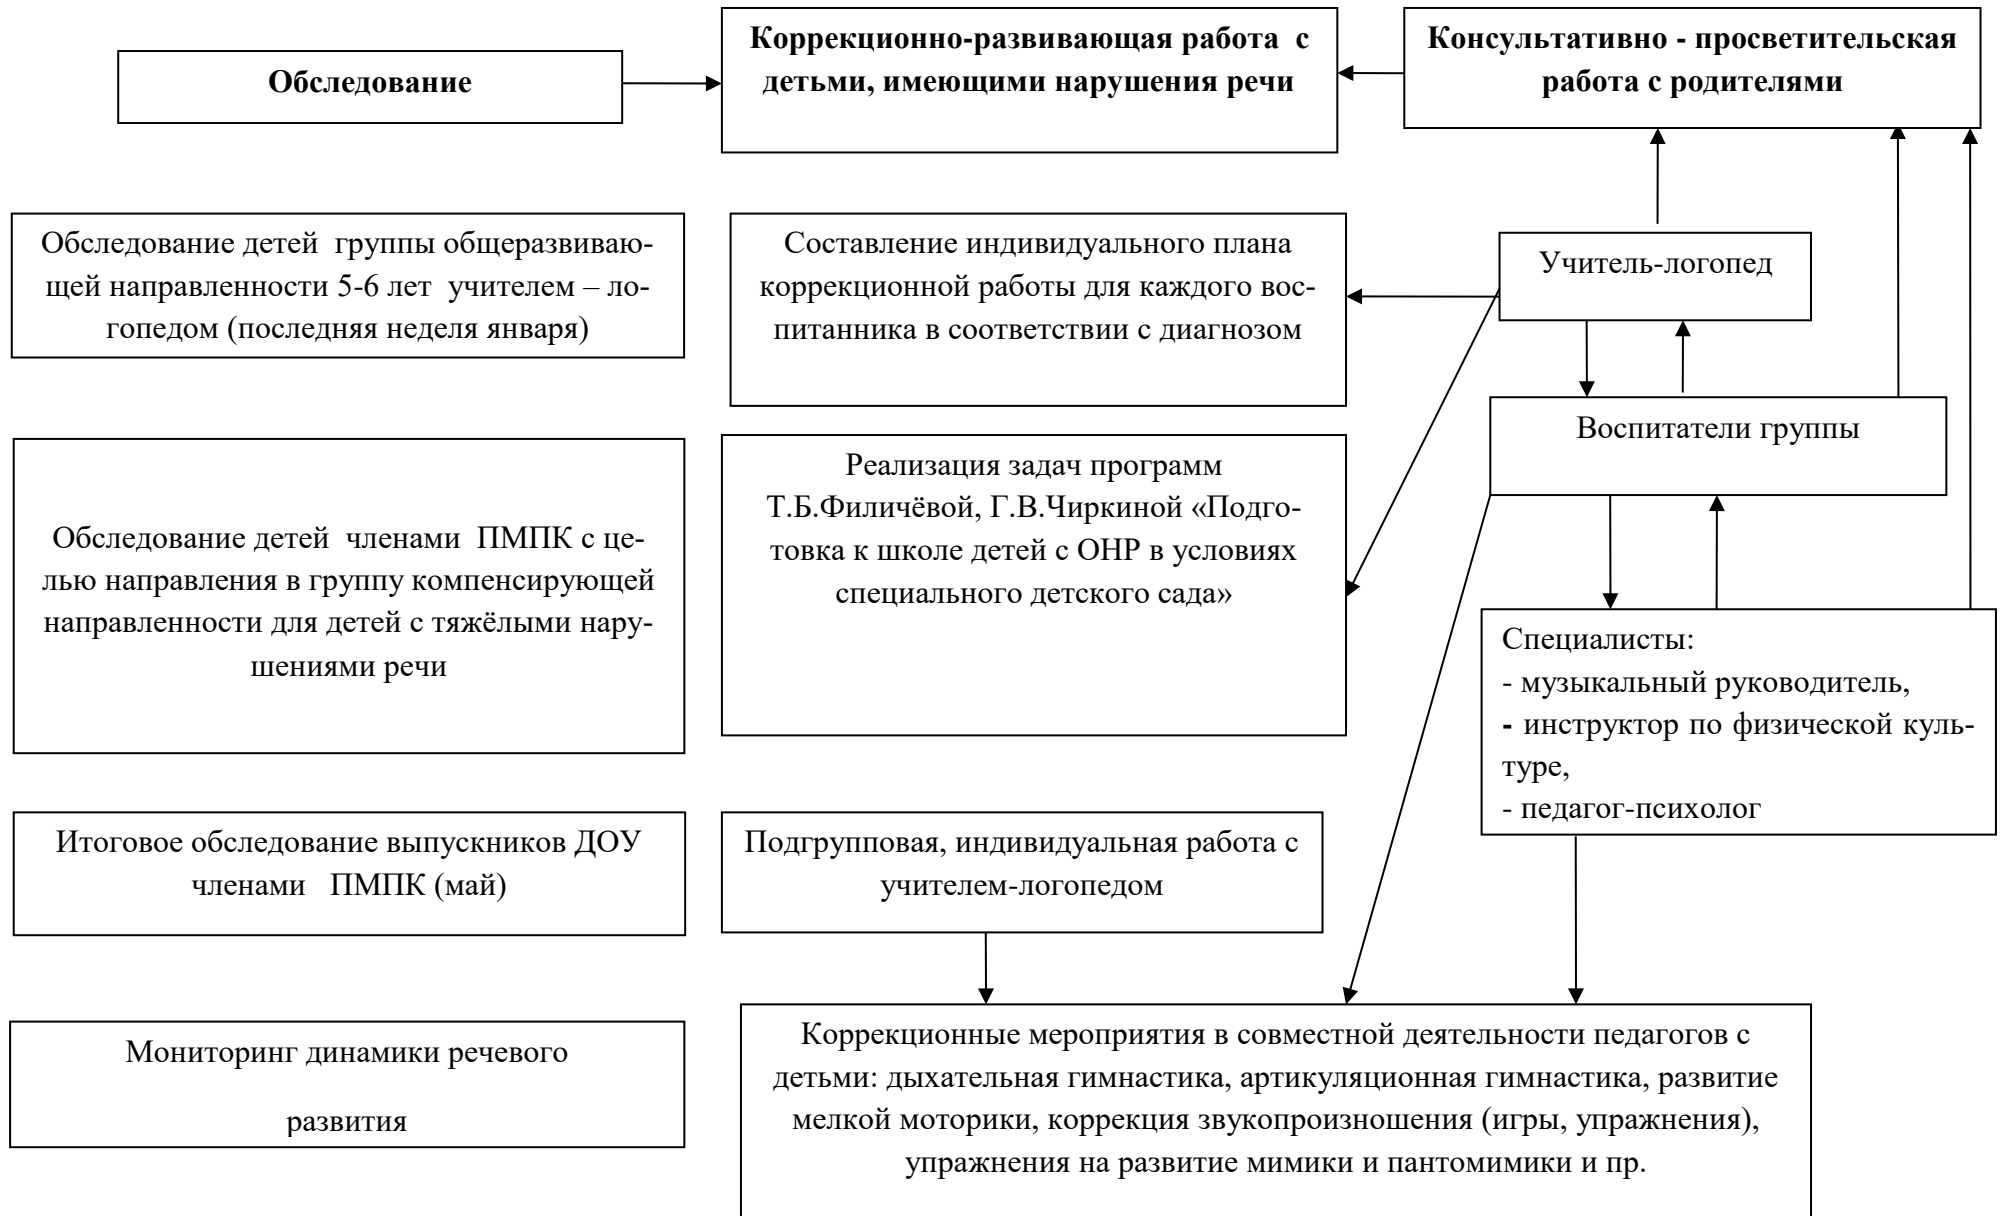 Обследование
Коррекционно-развивающая работа с
детьми, имеющими нарушения речи
Консультативно - просветительская
работа с родителями
Обследование детей группы общеразвиваю-
щей направленности 5-6 лет учителем – ло-
гопедом (последняя неделя января)
Составление индивидуального плана
коррекционной работы для каждого вос-
питанника в соответствии с диагнозом
Учитель-логопед
Воспитатели группы
Обследование детей членами ПМПК с це-
лью направления в группу компенсирующей
направленности для детей с тяжёлыми нару-
шениями речи
Реализация задач программ
Т.Б.Филичёвой, Г.В.Чиркиной «Подго-
товка к школе детей с ОНР в условиях
специального детского сада»
Специалисты:
- музыкальный руководитель,
- инструктор по физической куль-
туре,
- педагог-психолог
Итоговое обследование выпускников ДОУ
членами ПМПК (май)
Подгрупповая, индивидуальная работа с
учителем-логопедом
Мониторинг динамики речевого
развития
Коррекционные мероприятия в совместной деятельности педагогов с
детьми: дыхательная гимнастика, артикуляционная гимнастика, развитие
мелкой моторики, коррекция звукопроизношения (игры, упражнения),
упражнения на развитие мимики и пантомимики и пр.